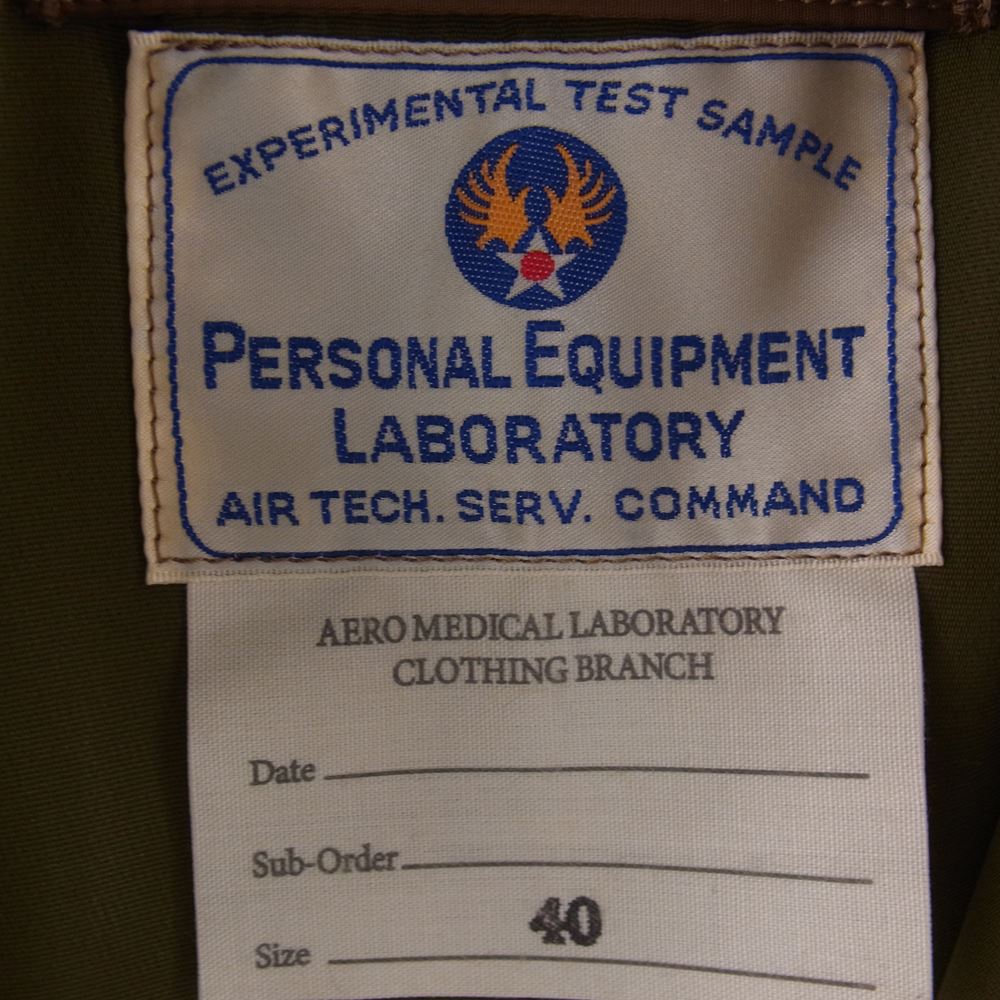 EXPERIMENTAL TEST SAMPLE
PERSONAL EQUIPMENT
LABORATORY
AIR TECH. SERV. COMMAND
AERO MEDICAL LABORATORY
CLOTHING BRANCH
Date
Sub-Order
Size 40